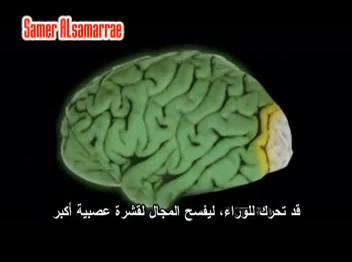 Samer ALsamarrae
قد تحرك للوراء، ليفسح المجال لقشرة عصبية أكبر